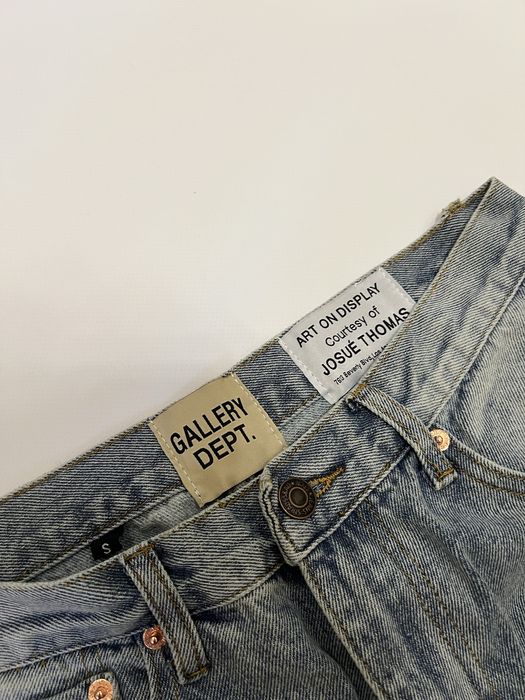 GALLERY
DEPT.
ART ON DISPLAY
Courtesy of
JOSUÉ THOMAS
S